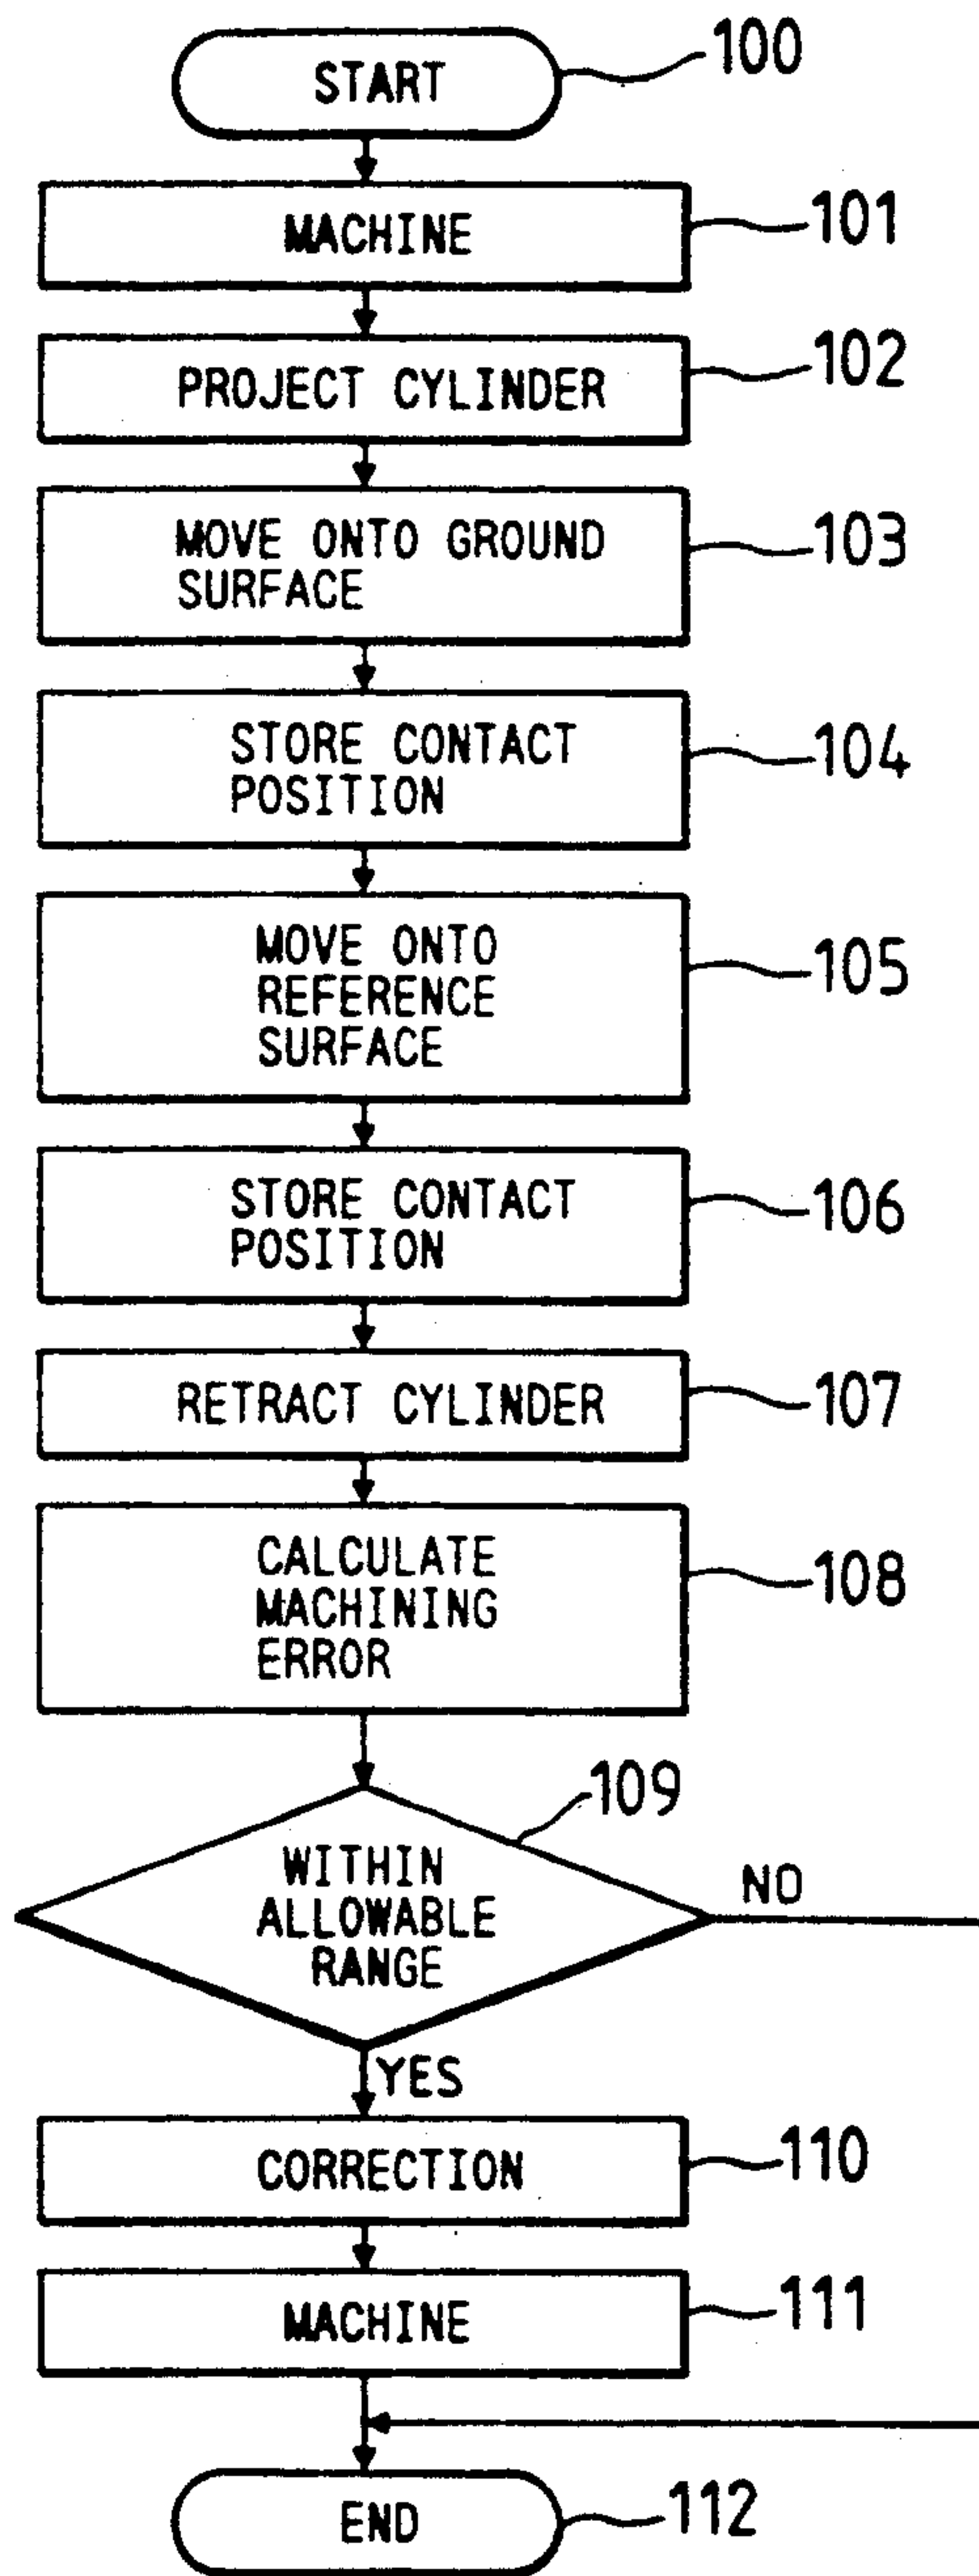 START
100
MACHINE
101
PROJECT CYLINDER
102
MOVE ONTO GROUND
SURFACE
103
STORE CONTACT
POSITION
104
MOVE ONTO
REFERENCE
SURFACE
105
STORE CONTACT
POSITION
106
RETRACT CYLINDER
107
CALCULATE
MACHINING
ERROR
108
109
WITHIN
ALLOWABLE
RANGE
NO
YES
CORRECTION
110
MACHINE
111
END
112